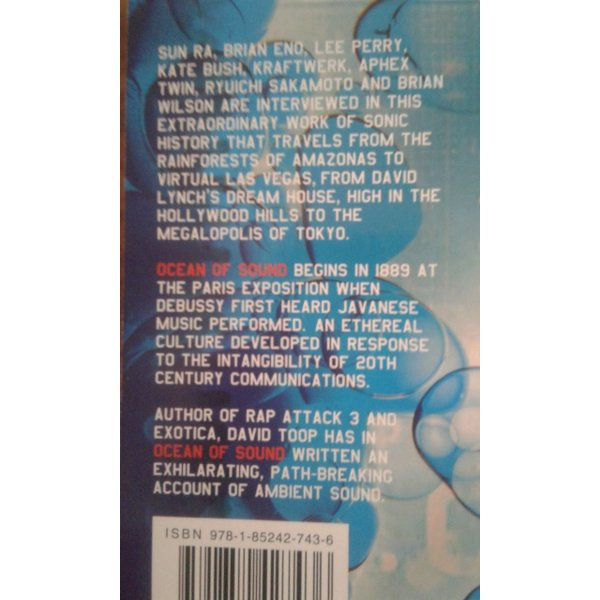 SUN RA, BRIAN ENO, LEE PERRY,
KATE BUSH, KRAFTWERK, APHEX
TWIN, RYUICHI SAKAMOTO AND BRIAN
WILSON ARE INTERVIEWED IN THIS
EXTRAORDINARY WORK OF SONIC
HISTORY THAT TRAVELS FROM THE
RAINFORESTS OF AMAZONAS TO
VIRTUAL LAS VEGAS, FROM DAVID
LYNCH'S DREAM HOUSE, HIGH IN THE
HOLLYWOOD HILLS TO THE
MEGALOPOLIS OF TOKYO.
OCEAN OF SOUND BEGINS IN 1889 AT
THE PARIS EXPOSITION WHEN
DEBUSSY FIRST HEARD JAVANESE
MUSIC PERFORMED. AN ETHEREAL
CULTURE DEVELOPED IN RESPONSE
TO THE INTANGIBILITY OF 20TH
CENTURY COMMUNICATIONS.
AUTHOR OF RAP ATTACK 3 AND
EXOTICA, DAVID TOOP HAS IN
OCEAN OF SOUND WRITTEN AN
EXHILARATING, PATH-BREAKING
ACCOUNT OF AMBIENT SOUND.
ISBN 978-1-85242-743-6